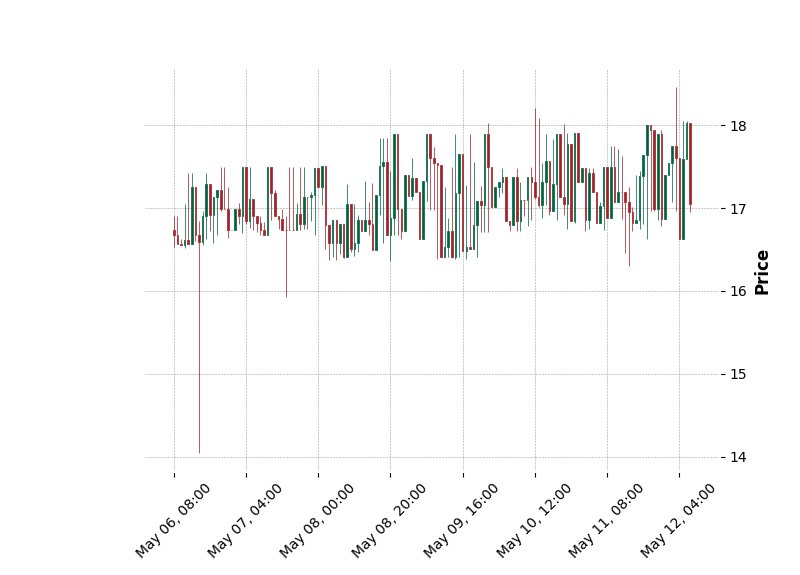 18
17
16
15
14
Price
May 06, 08:00
May 07, 04:00
May 08, 00:00
May 08, 20:00
May 09, 16:00
May 10, 12:00
May 11, 08:00
May 12, 04:00